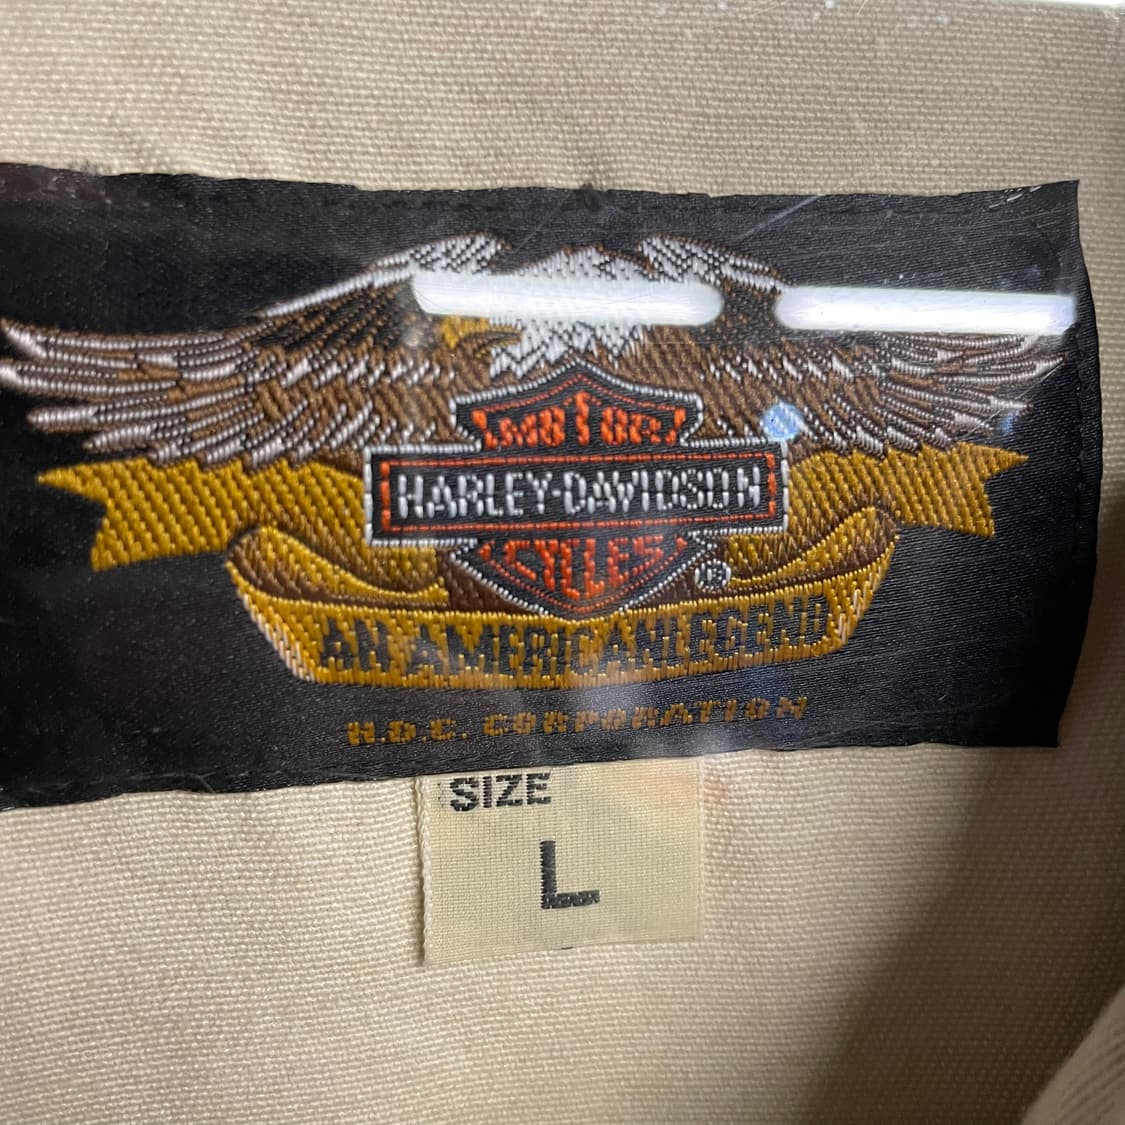 MOTOR
HARLEY-DAVIDSON
CYCLES
®
AN AMERICAN LEGEND
H.D.C. CORPORATION
SIZE
L